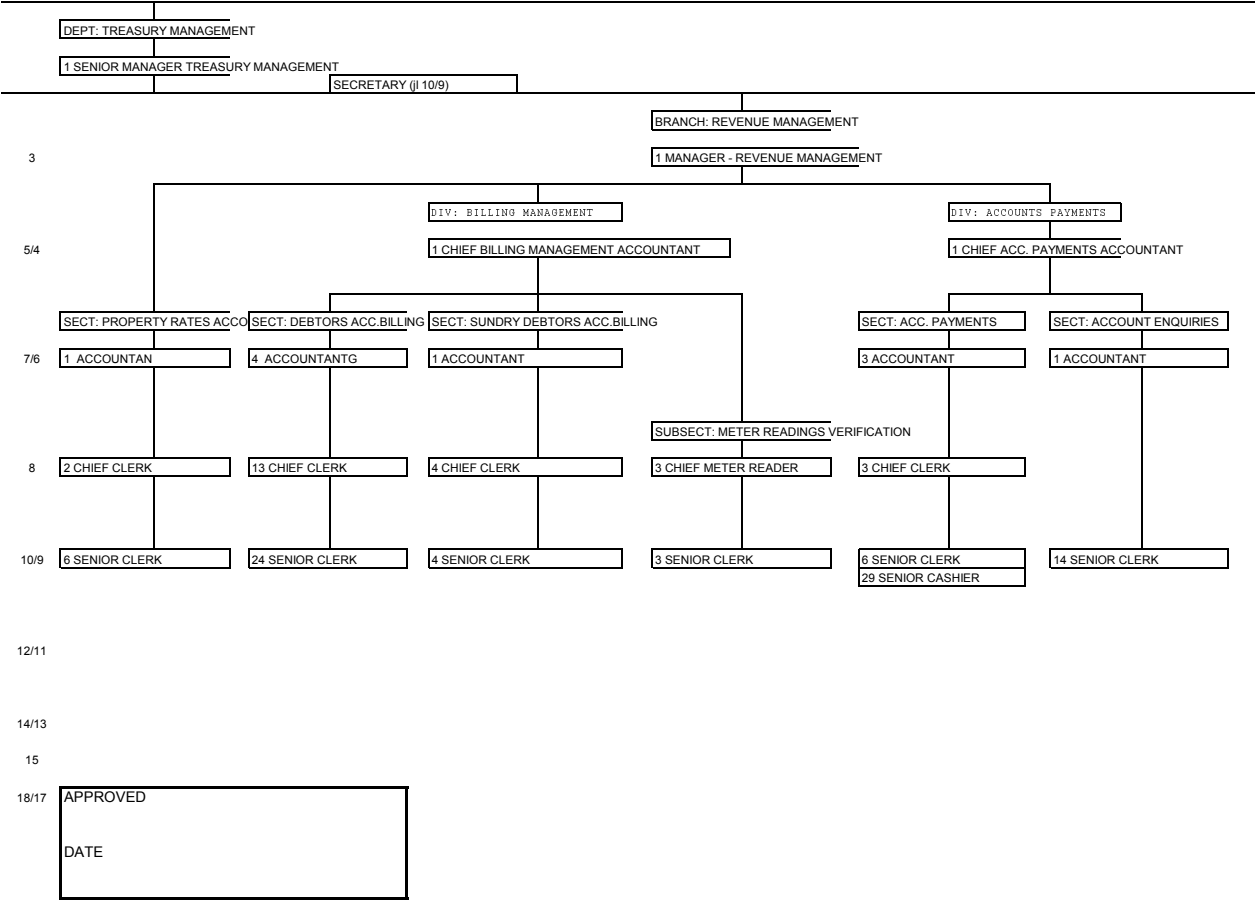 DEPT: TREASURY MANAGEMENT
1 SENIOR MANAGER TREASURY MANAGEMENT
SECRETARY (jl 10/9)
BRANCH: REVENUE MANAGEMENT
3 1 MANAGER - REVENUE MANAGEMENT
DIV: BILLING MANAGEMENT DIV: ACCOUNTS PAYMENTS
5/4 1 CHIEF BILLING MANAGEMENT ACCOUNTANT 1 CHIEF ACC. PAYMENTS ACCOUNTANT
SECT: PROPERTY RATES ACCO SECT: DEBTORS ACC.BILLING SECT: SUNDRY DEBTORS ACC.BILLING SECT: ACC. PAYMENTS SECT: ACCOUNT ENQUIRIES
7/6 1 ACCOUNTAN 4 ACCOUNTANTG 1 ACCOUNTANT 3 ACCOUNTANT 1 ACCOUNTANT
SUBSECT: METER READINGS VERIFICATION
8 2 CHIEF CLERK 13 CHIEF CLERK 4 CHIEF CLERK 3 CHIEF METER READER 3 CHIEF CLERK
10/9 6 SENIOR CLERK 24 SENIOR CLERK 4 SENIOR CLERK 3 SENIOR CLERK 6 SENIOR CLERK 14 SENIOR CLERK
29 SENIOR CASHIER
12/11
14/13
15
18/17 APPROVED
DATE